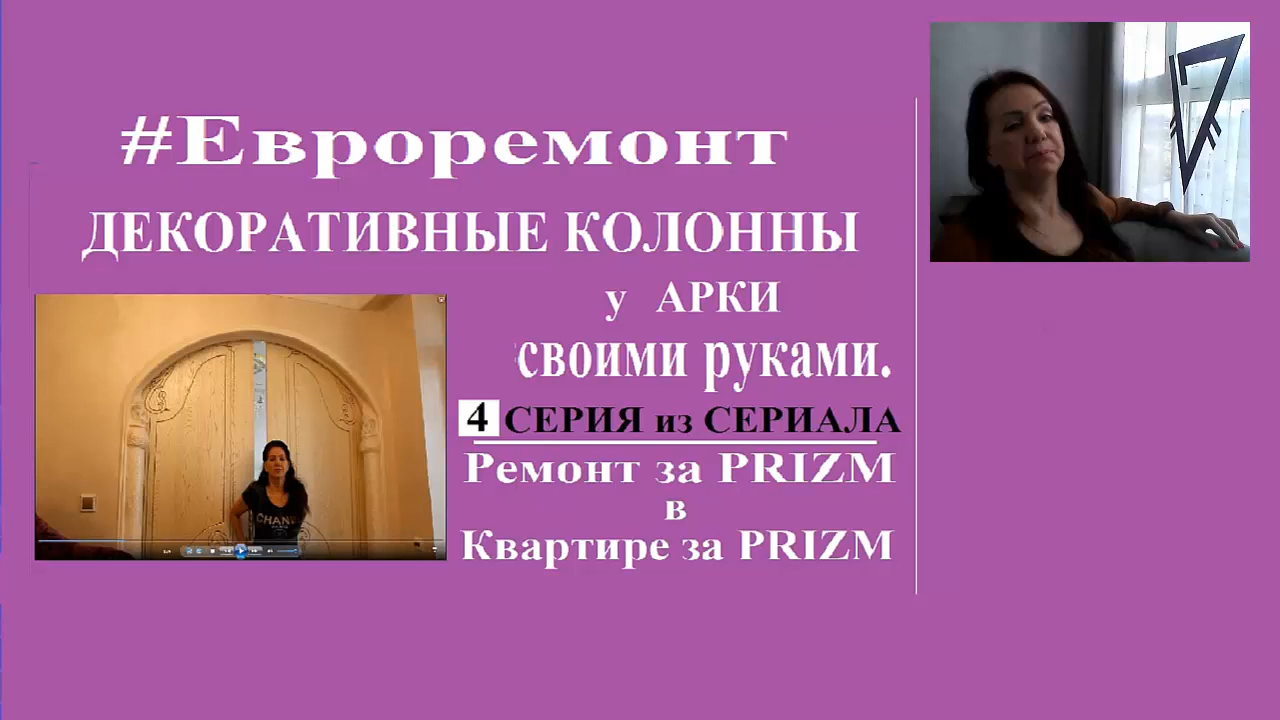 #Евроремонт
ДЕКОРАТИВНЫЕ КОЛОННЫ
у АРКИ
своими руками.
4 СЕРИЯ из СЕРИАЛА
Ремонт за PRIZM
в
Квартире за PRIZM